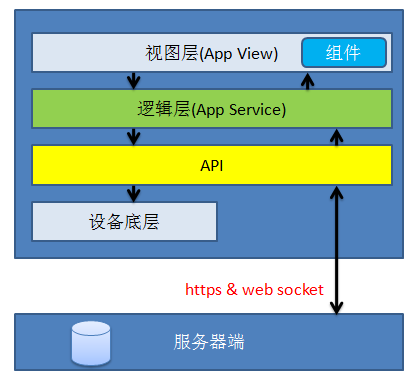 视图层(App View)
组件
逻辑层(App Service)
API
设备底层
https & web socket
服务器端